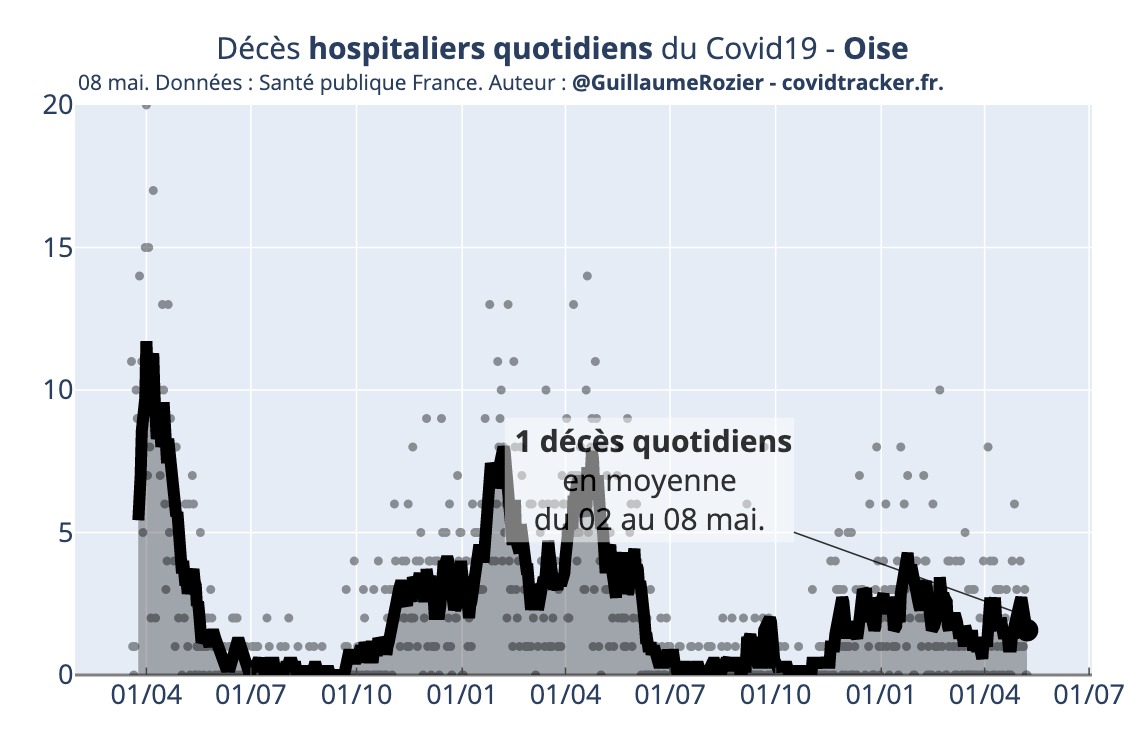 Décès hospitaliers quotidiens du Covid19 - Oise
08 mai. Données : Santé publique France. Auteur : @GuillaumeRozier - covidtracker.fr.
20
15
10
5
0
1 décès quotidiens
en moyenne
du 02 au 08 mai.
01/04 01/07 01/10 01/01 01/04 01/07 01/10 01/01 01/04 01/07